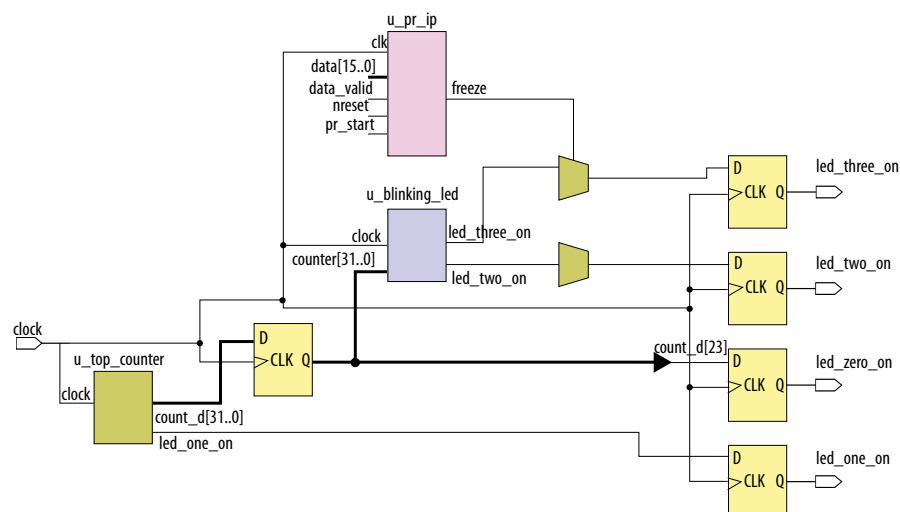 u_pr_ip
clk
data[15..0]
data_valid
nreset
pr_start
freeze
D
CLK Q
led_three_on
u_blinking_led
clock
counter[31..0]
led_three_on
led_two_on
D
CLK Q
led_two_on
clock
u_top_counter
clock
count_d[31..0]
led_one_on
D
CLK Q
count_d[23]
D
CLK Q
led_zero_on
D
CLK Q
led_one_on